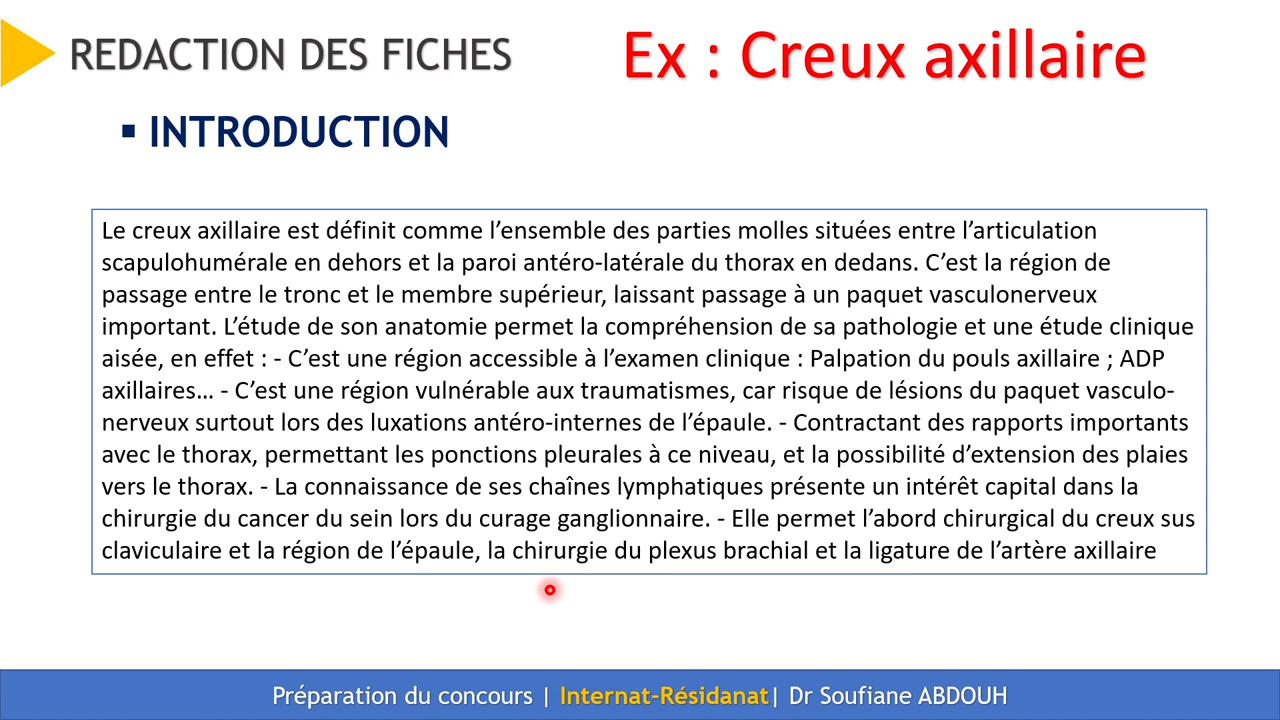 REDACTION DES FICHES
Ex : Creux axillaire
▪ INTRODUCTION
Le creux axillaire est définit comme l’ensemble des parties molles situées entre l’articulation
scapulohumérale en dehors et la paroi antéro-latérale du thorax en dedans. C’est la région de
passage entre le tronc et le membre supérieur, laissant passage à un paquet vasculonerveux
important. L’étude de son anatomie permet la compréhension de sa pathologie et une étude clinique
aisée, en effet : - C’est une région accessible à l’examen clinique : Palpation du pouls axillaire ; ADP
axillaires… - C’est une région vulnérable aux traumatismes, car risque de lésions du paquet vasculo-
nerveux surtout lors des luxations antéro-internes de l’épaule. - Contractant des rapports importants
avec le thorax, permettant les ponctions pleurales à ce niveau, et la possibilité d’extension des plaies
vers le thorax. - La connaissance de ses chaînes lymphatiques présente un intérêt capital dans la
chirurgie du cancer du sein lors du curage ganglionnaire. - Elle permet l’abord chirurgical du creux sus
claviculaire et la région de l’épaule, la chirurgie du plexus brachial et la ligature de l’artère axillaire
Préparation du concours | Internat-Résidanat| Dr Soufiane ABDOUH